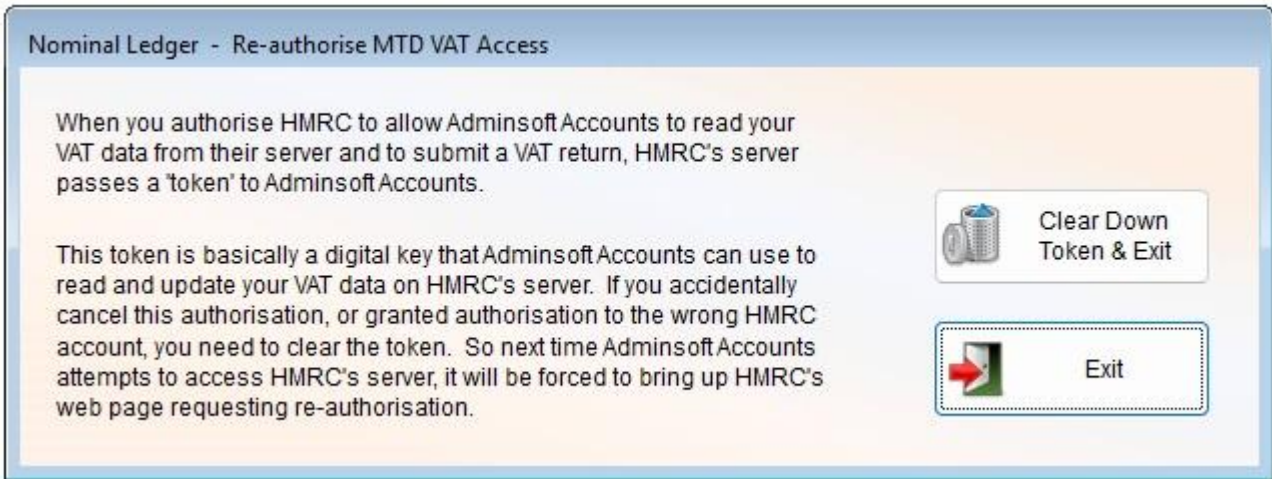 Nominal Ledger - Re-authorise MTD VAT Access
When you authorise HMRC to allow Adminsoft Accounts to read your
VAT data from their server and to submit a VAT return, HMRC's server
passes a 'token' to Adminsoft Accounts.
This token is basically a digital key that Adminsoft Accounts can use to
read and update your VAT data on HMRC's server. If you accidentally
cancel this authorisation, or granted authorisation to the wrong HMRC
account, you need to clear the token. So next time Adminsoft Accounts
attempts to access HMRC's server, it will be forced to bring up HMRC's
web page requesting re-authorisation.
Clear Down
Token & Exit
Exit